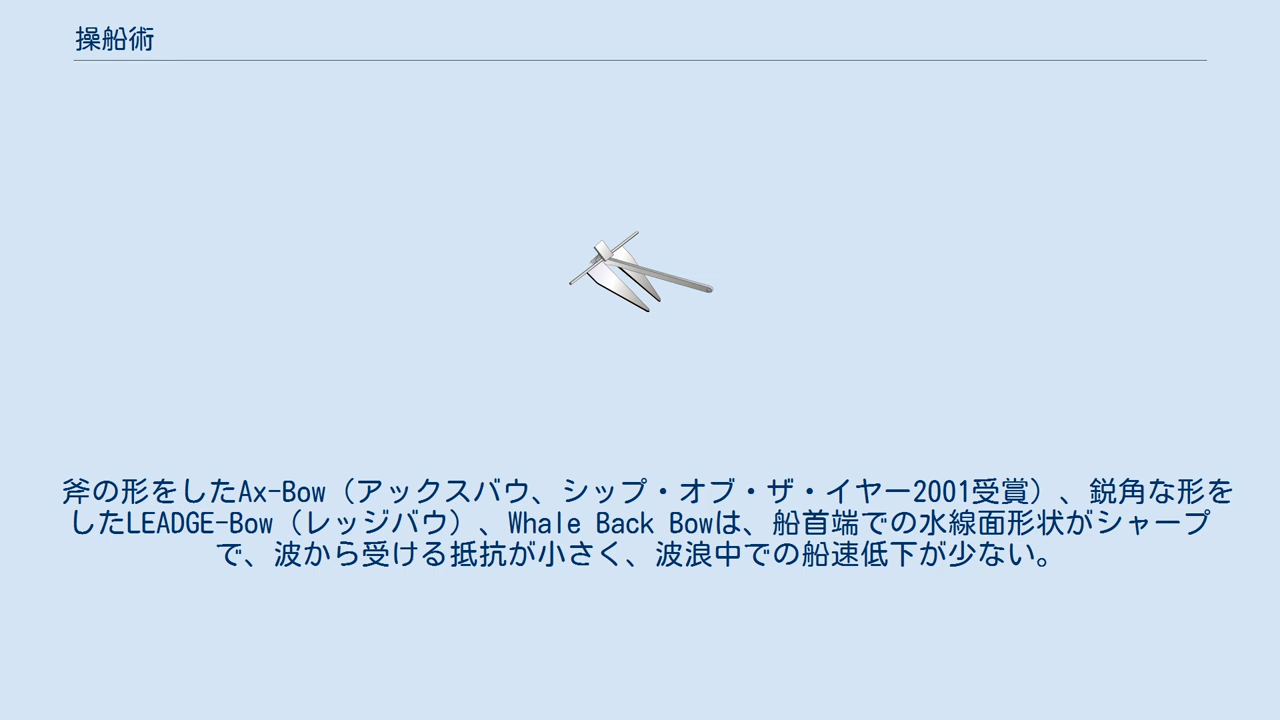 操船術
斧の形をしたAx-Bow（アックスバウ、シップ・オブ・ザ・イヤー2001受賞）、鋭角な形を
したLEADGE-Bow（レッジバウ）、Whale Back Bowは、船首端での水線面形状がシャープ
で、波から受ける抵抗が小さく、波浪中での船速低下が少ない。